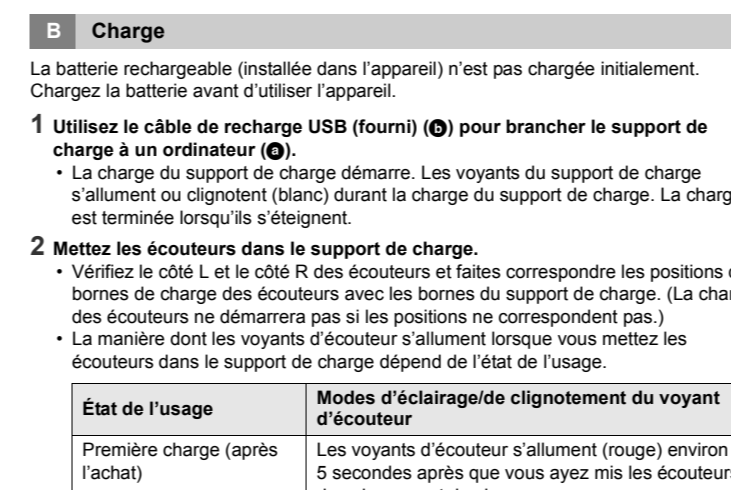 B Charge
La batterie rechargeable (installée dans l'appareil) n'est pas chargée initialement.
Chargez la batterie avant d'utiliser l'appareil.
1 Utilisez le câble de recharge USB (fourni) (b) pour brancher le support de
charge à un ordinateur (a).
• La charge du support de charge démarre. Les voyants du support de charge
s'allument ou clignotent (blanc) durant la charge du support de charge. La
est terminée lorsqu'ils s'éteignent.
2 Mettez les écouteurs dans le support de charge.
• Vérifiez le côté L et le côté R des écouteurs et faites correspondre les positions
bornes de charge des écouteurs avec les bornes du support de charge. (La
des écouteurs ne démarrera pas si les positions ne correspondent pas.)
• La manière dont les voyants d'écouteur s'allument lorsque vous mettez les
écouteurs dans le support de charge dépend de l'état de l'usage.
État de l'usage
Modes d'éclairage/de clignotement du voyant
d'écouteur
Première charge (après
l'achat)
Les voyants d'écouteur s'allument (rouge) environ
5 secondes après que vous ayez mis les écouteurs